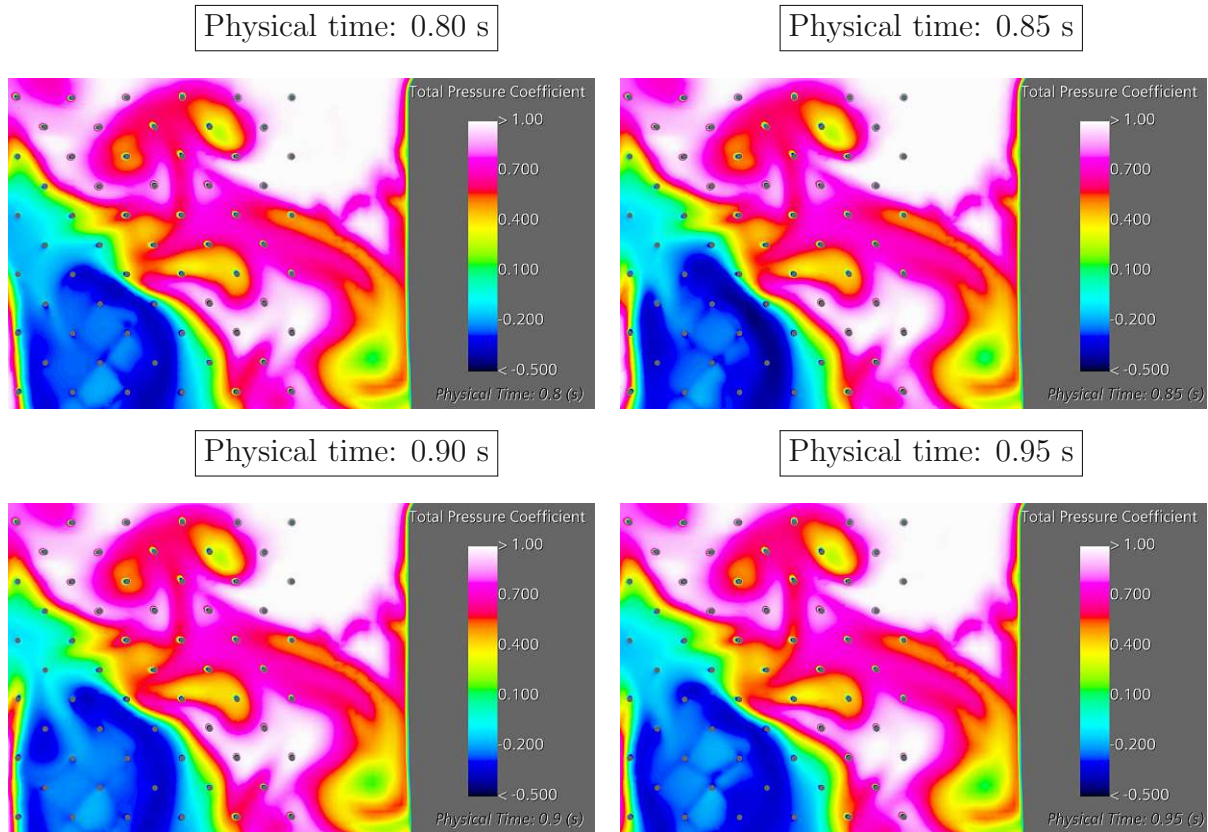 Physical time: 0.80 s
Total Pressure Coefficient
> 1.00
0.700
0.400
0.100
-0.200
< -0.500
Physical Time: 0.8 (s)
Physical time: 0.85 s
Total Pressure Coefficient
> 1.00
0.700
0.400
0.100
-0.200
< -0.500
Physical Time: 0.85 (s)
Physical time: 0.90 s
Total Pressure Coefficient
> 1.00
0.700
0.400
0.100
-0.200
< -0.500
Physical Time: 0.9 (s)
Physical time: 0.95 s
Total Pressure Coefficient
> 1.00
0.700
0.400
0.100
-0.200
< -0.500
Physical Time: 0.95 (s)